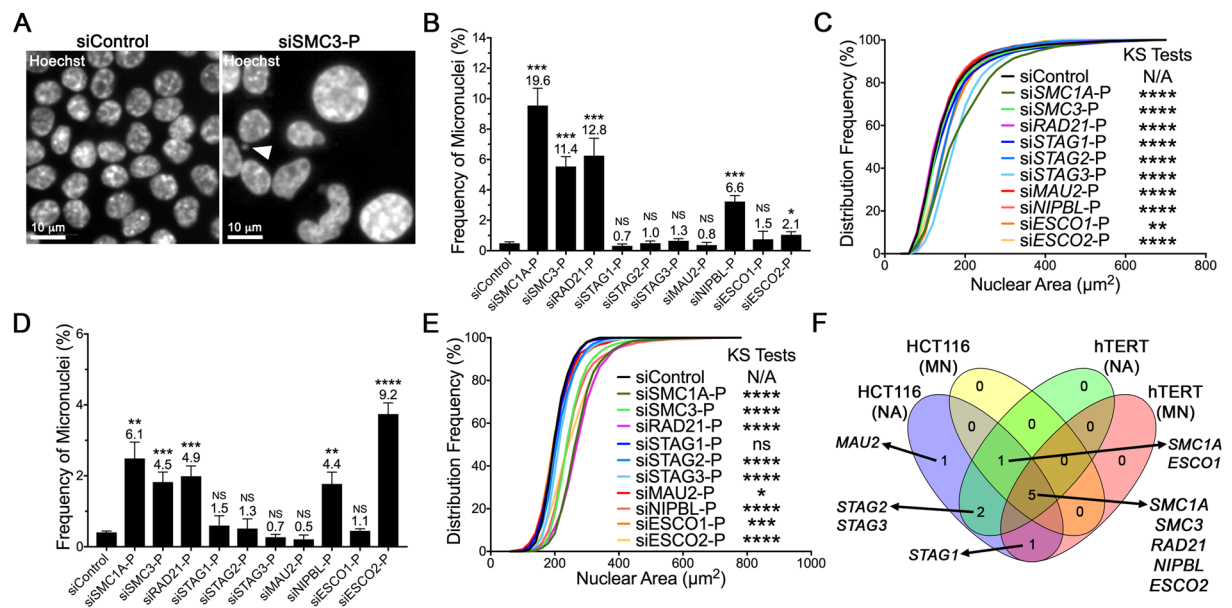 A
siControl
siSMC3-P
Hoechst
Hoechst
10 µm
10 µm
B
Frequency of Micronuclei (%)
14
12
10
8
6
4
2
0
***
19.6
***
11.4
***
12.8
NS
0.7
NS
1.0
NS
1.3
NS
0.8
***
6.6
NS
1.5
*
2.1
siControl
siSMC1A-P
siSMC3-P
siRAD21-P
siSTAG1-P
siSTAG2-P
siSTAG3-P
siMAU2-P
siNIPBL-P
siESCO1-P
siESCO2-P
C
Distribution Frequency (%)
100
80
60
40
20
0
KS Tests
siControl N/A
siSMC1A-P ****
siSMC3-P ****
siRAD21-P ****
siSTAG1-P ****
siSTAG2-P ****
siSTAG3-P ****
siMAU2-P ****
siNIPBL-P ****
siESCO1-P **
siESCO2-P ****
0 200 400 600 800
Nuclear Area (µm²)
D
Frequency of Micronuclei (%)
6
4
2
0
**
6.1
***
4.5
***
4.9
NS
1.5
NS
1.3
NS
0.7
NS
0.5
**
4.4
NS
1.1
****
9.2
siControl
siSMC1A-P
siSMC3-P
siRAD21-P
siSTAG1-P
siSTAG2-P
siSTAG3-P
siMAU2-P
siNIPBL-P
siESCO1-P
siESCO2-P
E
Distribution Frequency (%)
100
80
60
40
20
0
KS Tests
siControl N/A
siSMC1A-P ****
siSMC3-P ****
siRAD21-P ****
siSTAG1-P ns
siSTAG2-P ****
siSTAG3-P ****
siMAU2-P *
siNIPBL-P ****
siESCO1-P ***
siESCO2-P ****
0 200 400 600 800 1000
Nuclear Area (µm²)
F
HCT116
(MN)
hTERT
(NA)
HCT116
(NA)
hTERT
(MN)
0
0
0
1
0
0
0
1
5
2
0
1
MAU2
STAG2
STAG3
STAG1
SMC1A
ESCO1
SMC1A
SMC3
RAD21
NIPBL
ESCO2